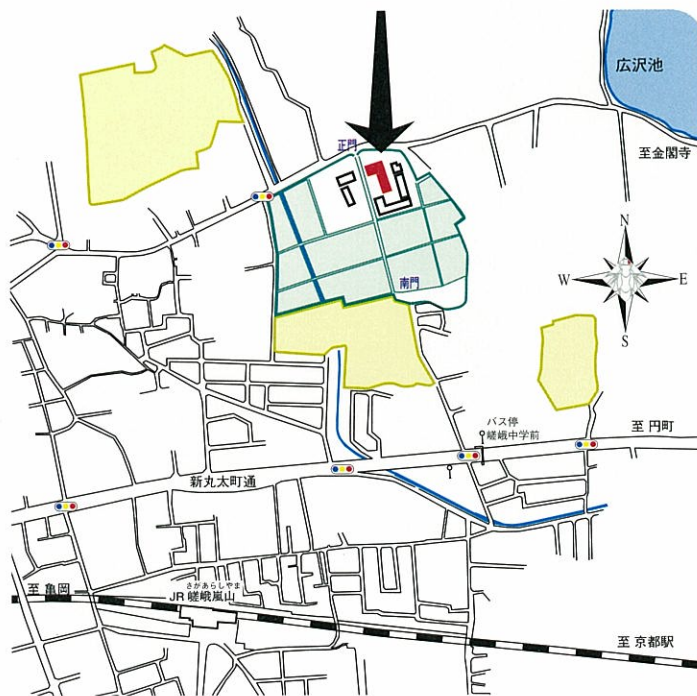 広沢池
正門
至金閣寺
N
南門
W
E
S
バス停
嵯峨中学前
至 円町
新丸太町通
至 亀岡
さがあらしやま
JR 嵯峨嵐山
至 京都駅